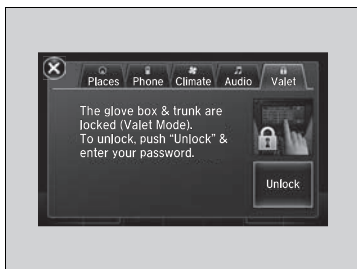 Places Phone Climate Audio Valet
The glove box & trunk are
locked (Valet Mode).
To unlock, push "Unlock" &
enter your password.
Unlock